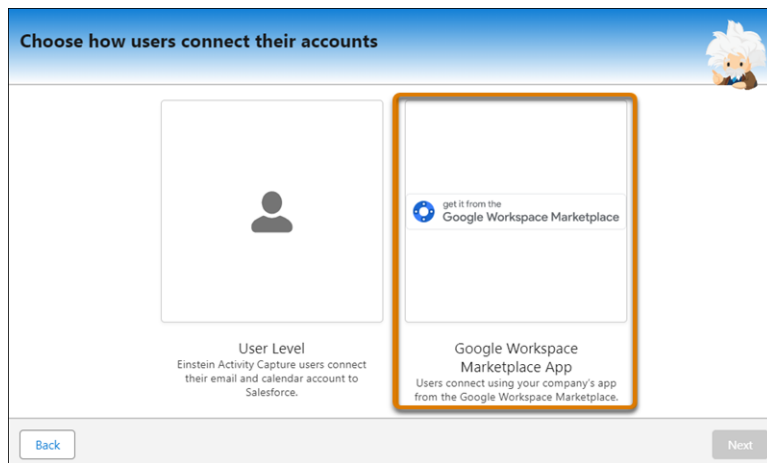 Choose how users connect their accounts
get it from the
Google Workspace Marketplace
User Level
Einstein Activity Capture users connect
their email and calendar account to
Salesforce.
Google Workspace
Marketplace App
Users connect using your company's app
from the Google Workspace Marketplace.
Back
Next